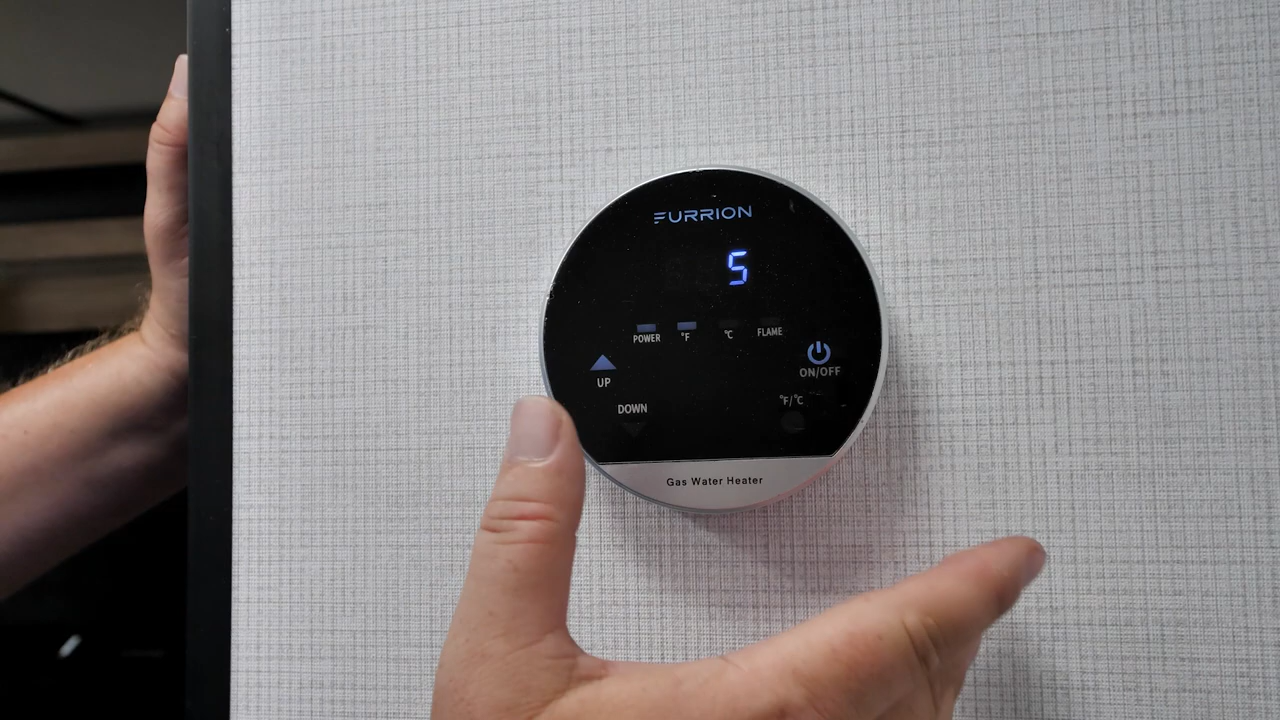 FURRION
5
POWER °F °C FLAME
UP
ON/OFF
DOWN
°F/°C
Gas Water Heater